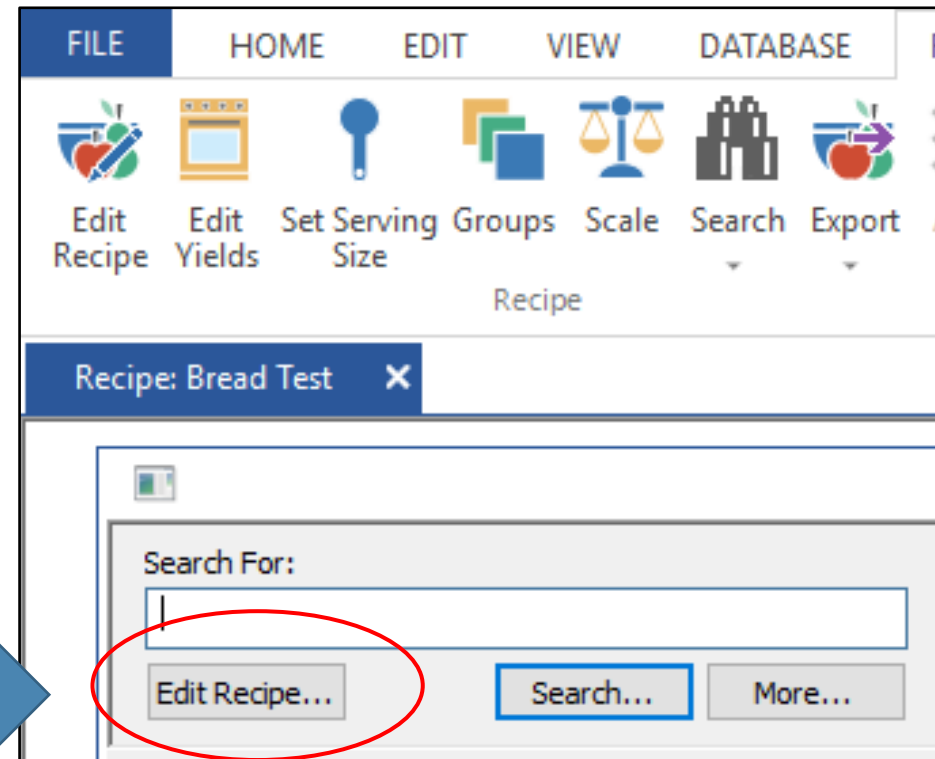 FILE HOME EDIT VIEW DATABASE
Edit Recipe Edit Yields Set Serving Size Groups Scale Search Export
Recipe
Recipe: Bread Test
Search For:
Edit Recipe... Search... More...